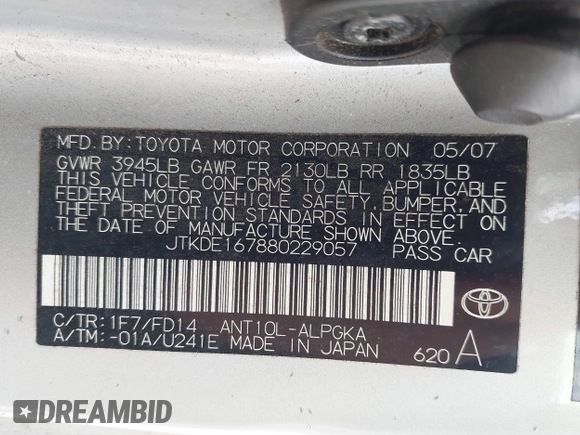 MFD. BY: TOYOTA MOTOR CORPORATION 05/07
GVWR 3945LB GAWR FR 2130LB RR 1835LB
THIS VEHICLE CONFORMS TO ALL APPLICABLE
FEDERAL MOTOR VEHICLE SAFETY, BUMPER, AND
THEFT PREVENTION STANDARDS IN EFFECT ON
THE DATE OF MANUFACTURE SHOWN ABOVE.
JTKDE167880229057 PASS CAR
C/TR: 1F7/FD14 ANT10L-ALPGKA
A/TM: -01A/U241E MADE IN JAPAN 620 A
DREAMBID